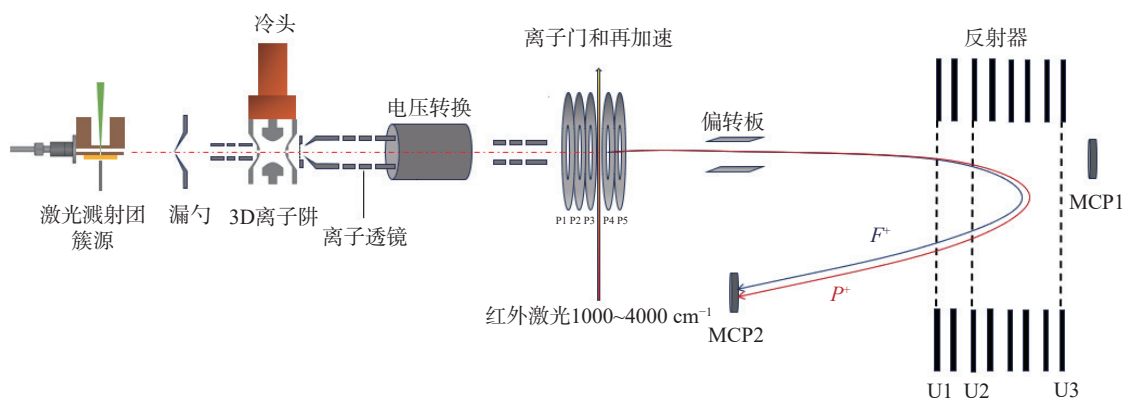 冷头
离子门和再加速
反射器
电压转换
偏转板
激光溅射团
簇源
漏勺
3D离子阱
离子透镜
P1 P2 P3 P4 P5
MCP1
F⁺
P⁺
红外激光1000~4000 cm⁻¹
MCP2
U1 U2 U3